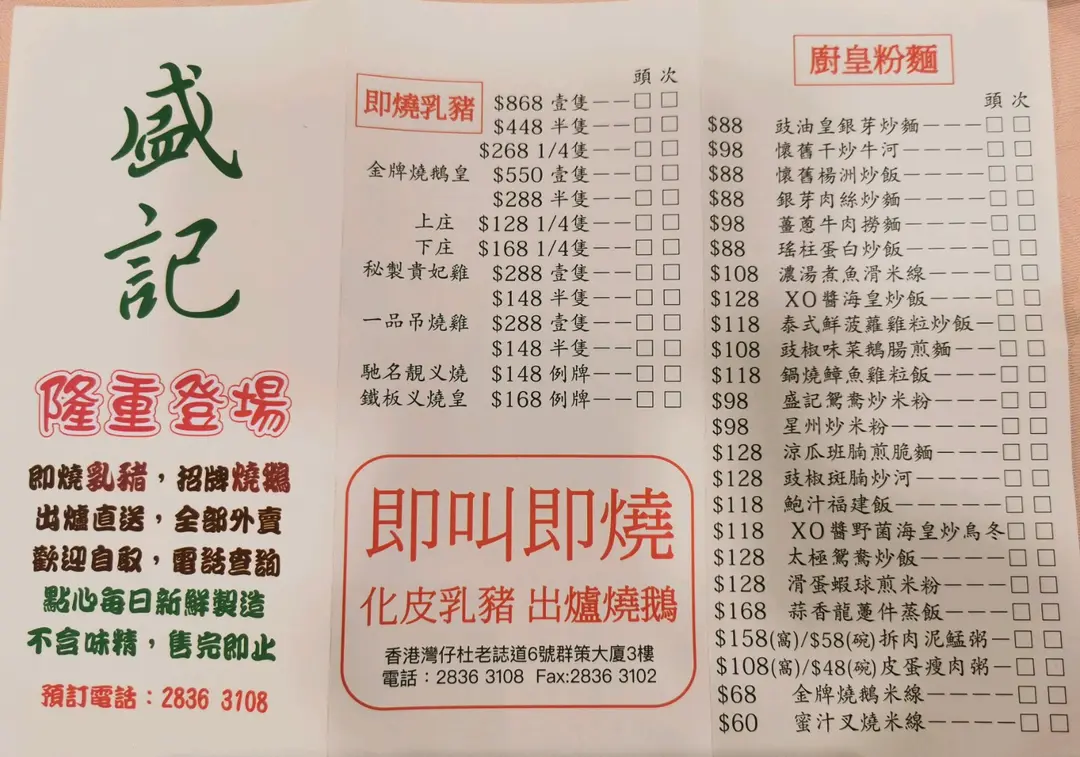 盛
記
隆重登場
即燒乳豬，招牌燒鵝
出爐直送，全部外賣
歡迎自取，電話查詢
點心每日新鮮製造
不含味精，售完即止
預訂電話：2836 3108
頭 次
即燒乳豬 $868 壹隻——□ □
$448 半隻——□ □
$268 1/4隻——□ □
金牌燒鵝皇 $550 壹隻——□ □
$288 半隻——□ □
上庄 $128 1/4隻——□ □
下庄 $168 1/4隻——□ □
秘製貴妃雞 $288 壹隻——□ □
$148 半隻——□ □
一品吊燒雞 $288 壹隻——□ □
$148 半隻——□ □
馳名靚义燒 $148 例牌——□ □
鐵板义燒皇 $168 例牌——□ □
即叫即燒
化皮乳豬 出爐燒鵝
香港灣仔杜老誌道6號群策大廈3樓
電話：2836 3108 Fax:2836 3102
廚皇粉麵
頭 次
$88 豉油皇銀芽炒麵———□ □
$98 懷舊干炒牛河————□ □
$88 懷舊楊洲炒飯————□ □
$88 銀芽肉絲炒麵————□ □
$98 薑蔥牛肉撈麵————□ □
$88 瑤柱蛋白炒飯————□ □
$108 濃湯煮魚滑米線———□ □
$128 XO醬海皇炒飯———□ □
$118 泰式鮮菠蘿雞粒炒飯—□ □
$108 豉椒味菜鵝腸煎麵——□ □
$118 鍋燒鱆魚雞粒飯———□ □
$98 盛記鴛鴦炒米粉———□ □
$98 星州炒米粉—————□ □
$128 涼瓜班腩煎脆麵———□ □
$128 豉椒斑腩炒河————□ □
$118 鮑汁福建飯—————□ □
$118 XO醬野菌海皇炒烏冬□ □
$128 太極鴛鴦炒飯————□ □
$128 滑蛋蝦球煎米粉———□ □
$168 蒜香龍躉件蒸飯———□ □
$158(窩)/$58(碗)拆肉泥鯭粥—□ □
$108(窩)/$48(碗)皮蛋瘦肉粥—□ □
$68 金牌燒鵝米線————□ □
$60 蜜汁叉燒米線————□ □